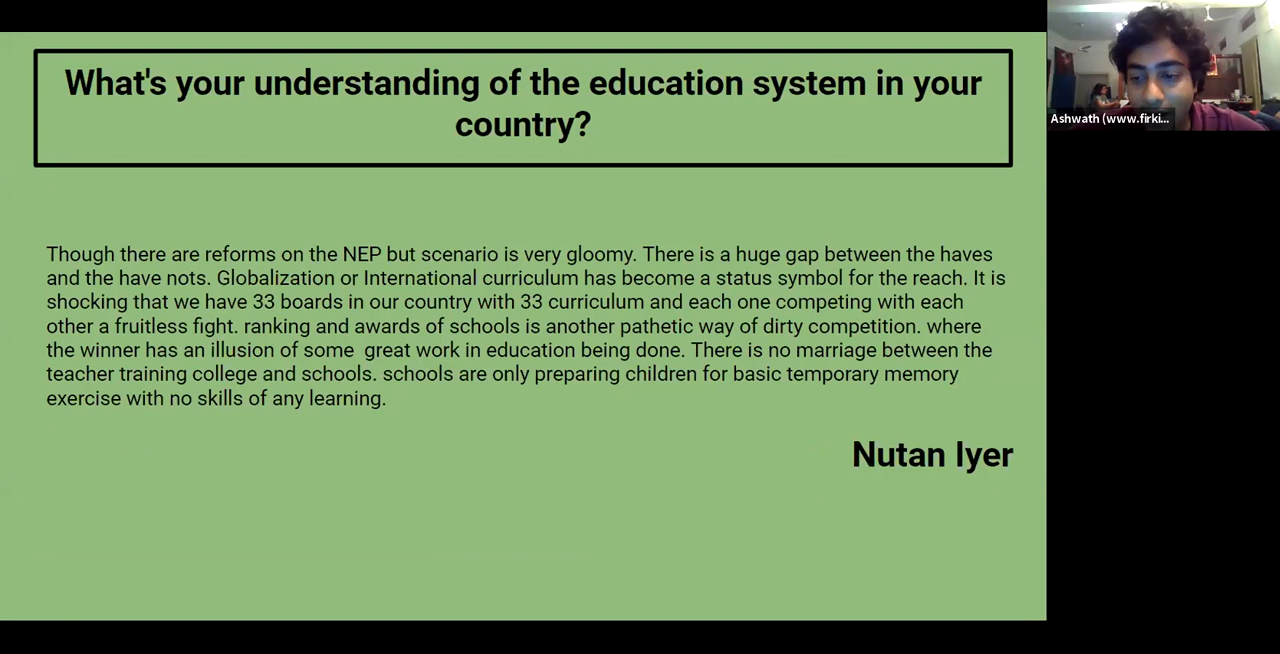 What's your understanding of the education system in your
country?
Though there are reforms on the NEP but scenario is very gloomy. There is a huge gap between the haves
and the have nots. Globalization or International curriculum has become a status symbol for the reach. It is
shocking that we have 33 boards in our country with 33 curriculum and each one competing with each
other a fruitless fight. ranking and awards of schools is another pathetic way of dirty competition. where
the winner has an illusion of some  great work in education being done. There is no marriage between the
teacher training college and schools. schools are only preparing children for basic temporary memory
exercise with no skills of any learning.
Nutan Iyer
Ashwath (www.firki...